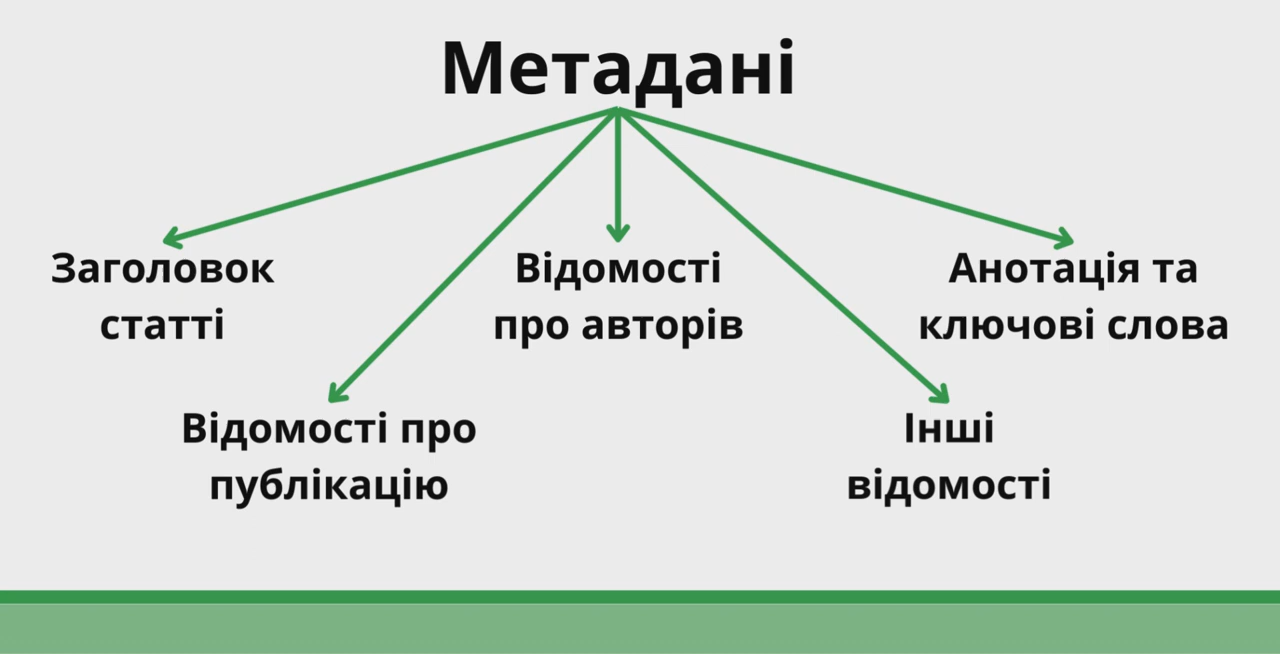 Метадані
Заголовок
статті
Відомості
про авторів
Анотація та
ключові слова
Відомості про
публікацію
Інші
відомості